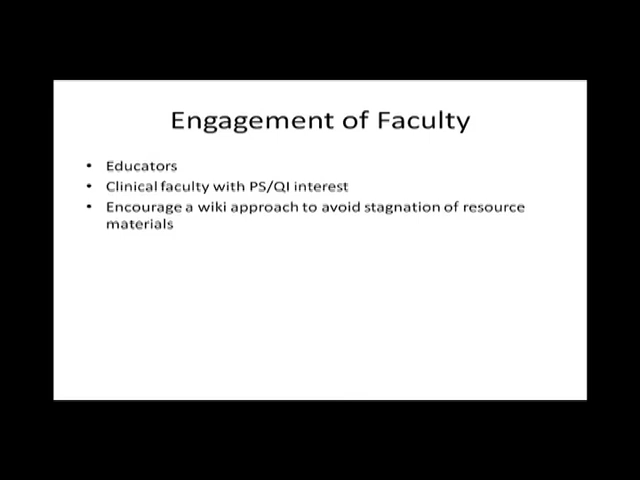 Engagement of Faculty
• Educators
• Clinical faculty with PS/QI interest
• Encourage a wiki approach to avoid stagnation of resource
materials